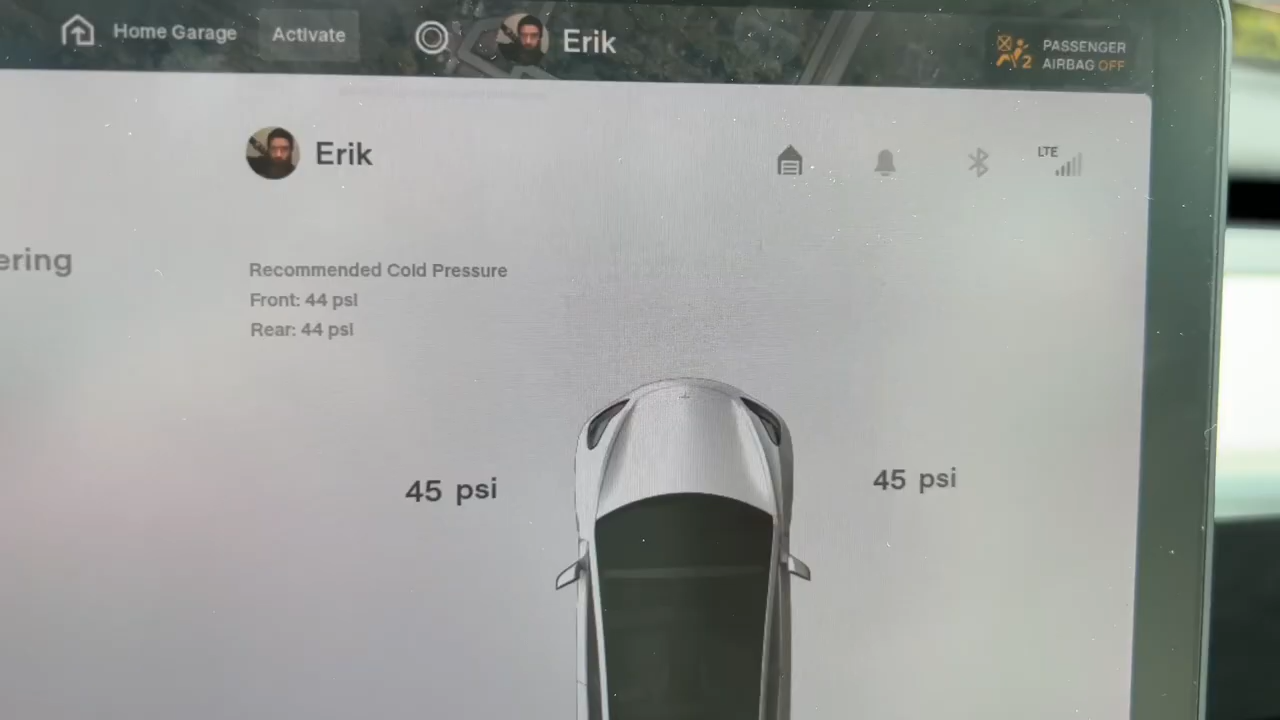 Home Garage
Activate
Erik
PASSENGER
AIRBAG OFF
2
Erik
LTE
ering
Recommended Cold Pressure
Front: 44 psi
Rear: 44 psi
45 psi
45 psi